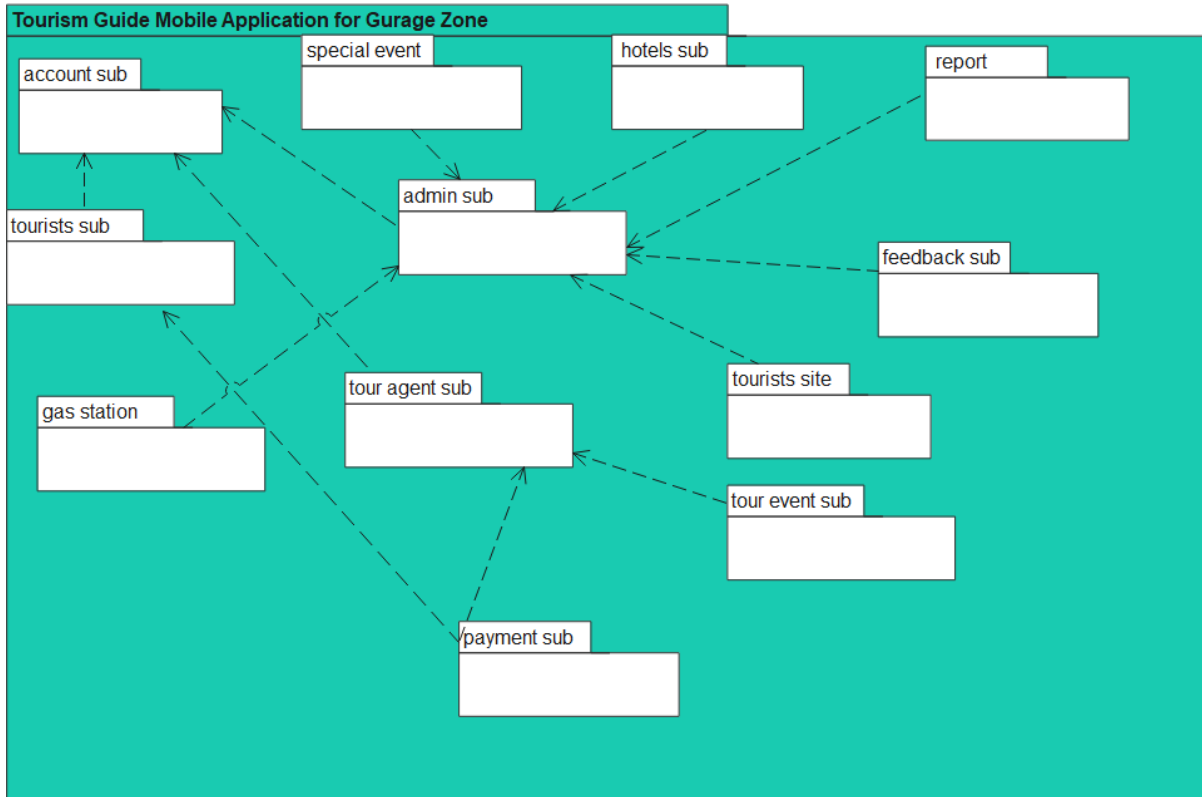 Tourism Guide Mobile Application for Gurage Zone
special event
hotels sub
report
account sub
admin sub
tourists sub
feedback sub
tourists site
tour agent sub
gas station
tour event sub
/payment sub